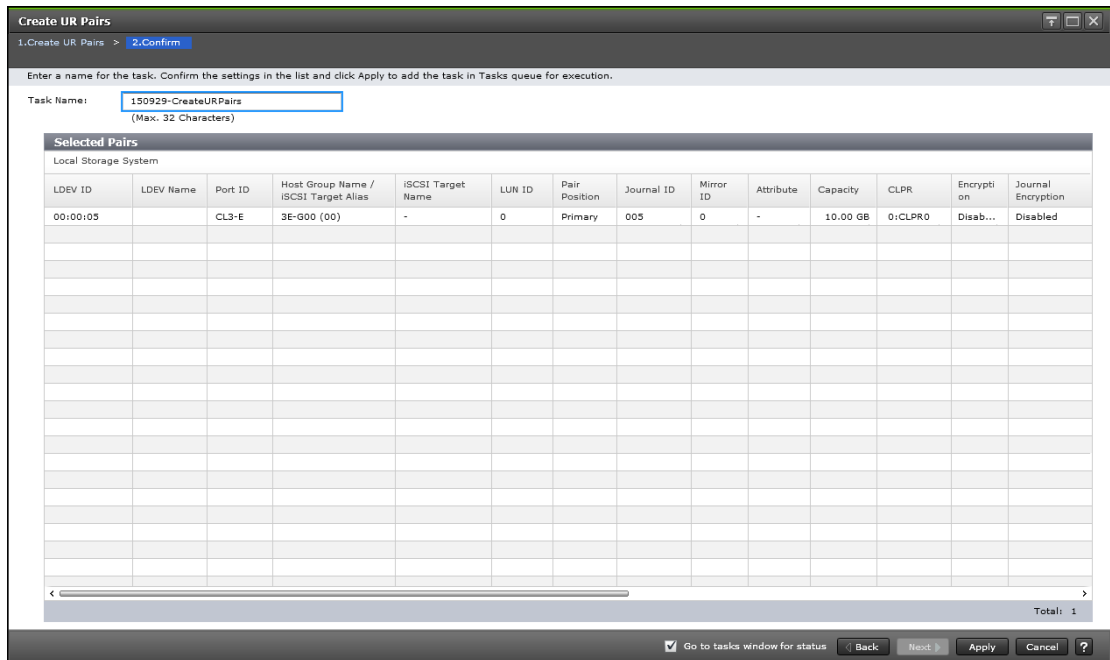 Create UR Pairs
1.Create UR Pairs > 2.Confirm
Enter a name for the task. Confirm the settings in the list and click Apply to add the task in Tasks queue for execution.
Task Name: 150929-CreateURPairs
(Max. 32 Characters)
Selected Pairs
Local Storage System
LDEV ID LDEV Name Port ID Host Group Name / iSCSI Target Alias iSCSI Target Name LUN ID Pair Position Journal ID Mirror ID Attribute Capacity CLPR Encrypti on Journal Encryption
00:00:05 CL3-E 3E-G00 (00) - 0 Primary 005 0 - 10.00 GB 0:CLPR0 Disab... Disabled
Total: 1
Go to tasks window for status Back Next Apply Cancel ?